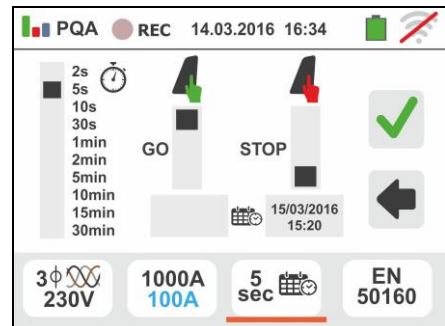 PQA REC 14.03.2016 16:34
2s
5s
10s
30s
1min
2min
5min
10min
15min
30min
GO
STOP
15/03/2016
15:20
3ϕ
230V
1000A
100A
5
sec
EN
50160